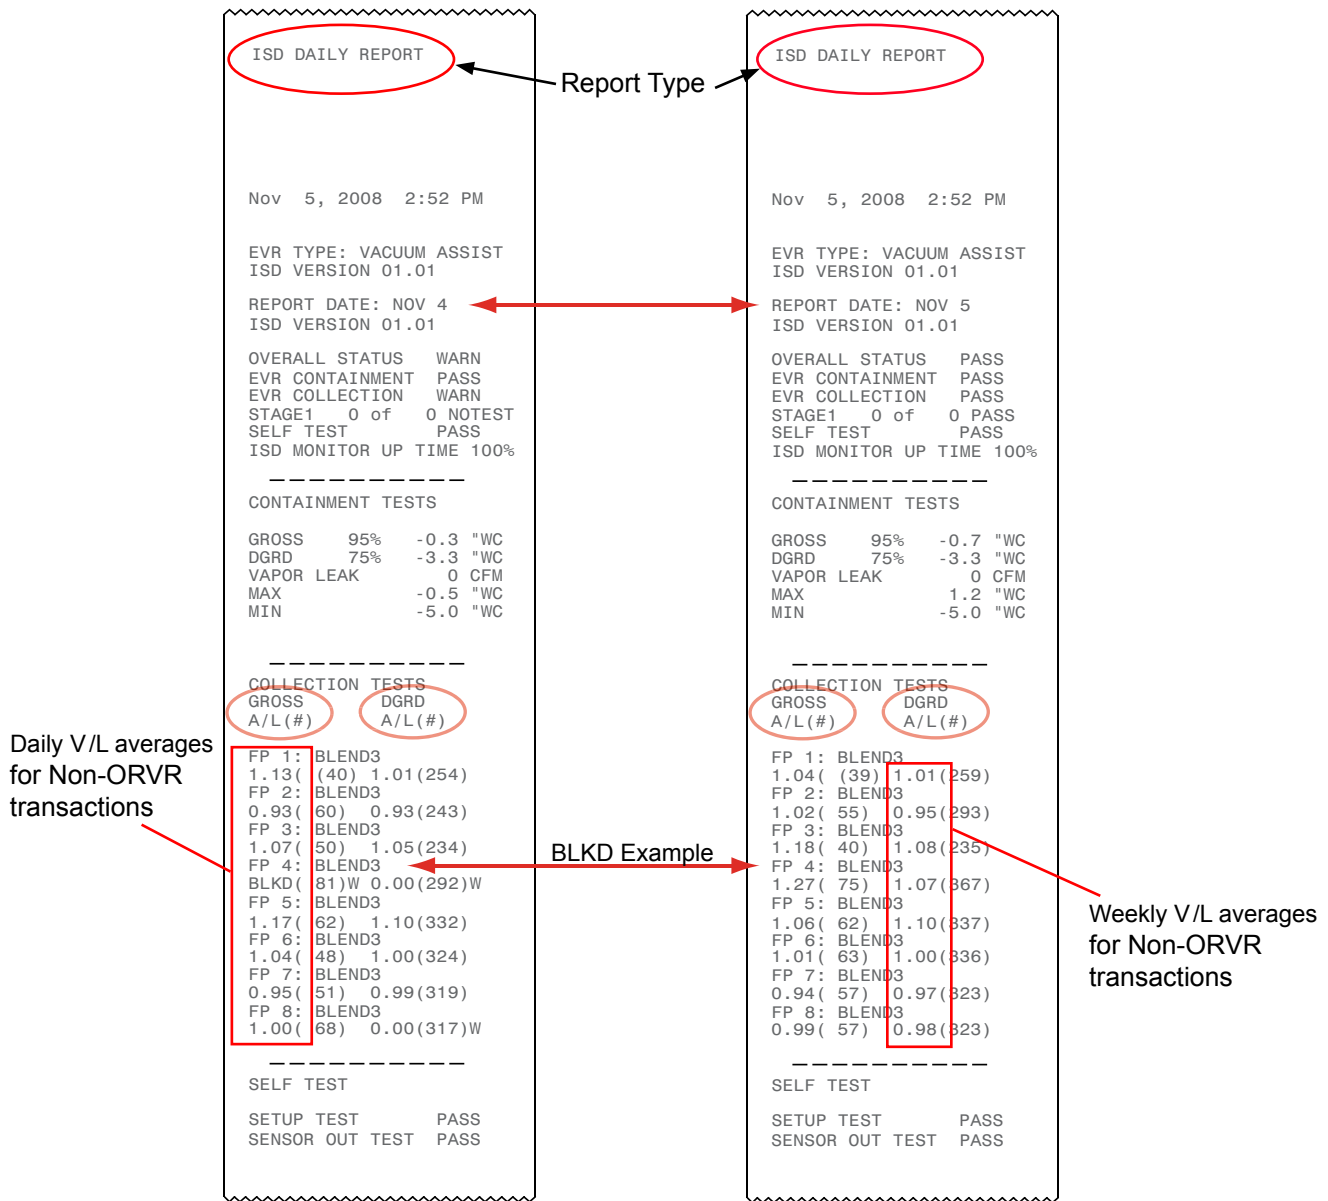 ISD DAILY REPORT
Nov  5, 2008  2:52 PM
EVR TYPE: VACUUM ASSIST
ISD VERSION 01.01
REPORT DATE: NOV 4
ISD VERSION 01.01
OVERALL STATUS   WARN
EVR CONTAINMENT  PASS
EVR COLLECTION   WARN
STAGE1   0 of   0 NOTEST
SELF TEST        PASS
ISD MONITOR UP TIME 100%
CONTAINMENT TESTS
GROSS    95%   -0.3 "WC
DGRD     75%   -3.3 "WC
VAPOR LEAK        0 CFM
MAX            -0.5 "WC
MIN            -5.0 "WC
COLLECTION TESTS
GROSS       DGRD
A/L(#)      A/L(#)
FP 1: BLEND3
1.13( (40) 1.01(254)
FP 2: BLEND3
0.93( 60)  0.93(243)
FP 3: BLEND3
1.07( 50)  1.05(234)
FP 4: BLEND3
BLKD( 81)W 0.00(292)W
FP 5: BLEND3
1.17( 62)  1.10(332)
FP 6: BLEND3
1.04( 48)  1.00(324)
FP 7: BLEND3
0.95( 51)  0.99(319)
FP 8: BLEND3
1.00( 68)  0.00(317)W
SELF TEST
SETUP TEST       PASS
SENSOR OUT TEST  PASS
Report Type
BLKD Example
Daily V/L averages
for Non-ORVR
transactions
ISD DAILY REPORT
Nov  5, 2008  2:52 PM
EVR TYPE: VACUUM ASSIST
ISD VERSION 01.01
REPORT DATE: NOV 5
ISD VERSION 01.01
OVERALL STATUS   PASS
EVR CONTAINMENT  PASS
EVR COLLECTION   PASS
STAGE1   0 of   0 PASS
SELF TEST        PASS
ISD MONITOR UP TIME 100%
CONTAINMENT TESTS
GROSS    95%   -0.7 "WC
DGRD     75%   -3.3 "WC
VAPOR LEAK        0 CFM
MAX             1.2 "WC
MIN            -5.0 "WC
COLLECTION TESTS
GROSS       DGRD
A/L(#)      A/L(#)
FP 1: BLEND3
1.04( (39) 1.01(259)
FP 2: BLEND3
1.02( 55)  0.95(293)
FP 3: BLEND3
1.18( 40)  1.08(235)
FP 4: BLEND3
1.27( 75)  1.07(367)
FP 5: BLEND3
1.06( 62)  1.10(337)
FP 6: BLEND3
1.01( 63)  1.00(336)
FP 7: BLEND3
0.94( 57)  0.97(323)
FP 8: BLEND3
0.99( 57)  0.98(323)
SELF TEST
SETUP TEST       PASS
SENSOR OUT TEST  PASS
Weekly V/L averages
for Non-ORVR
transactions